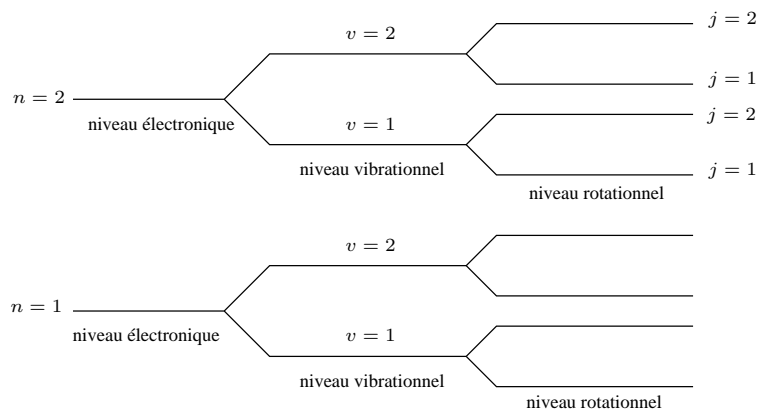 v = 2
j = 2
j = 1
n = 2
niveau électronique
v = 1
j = 2
niveau vibrationnel
j = 1
niveau rotationnel
v = 2
n = 1
niveau électronique
v = 1
niveau vibrationnel
niveau rotationnel